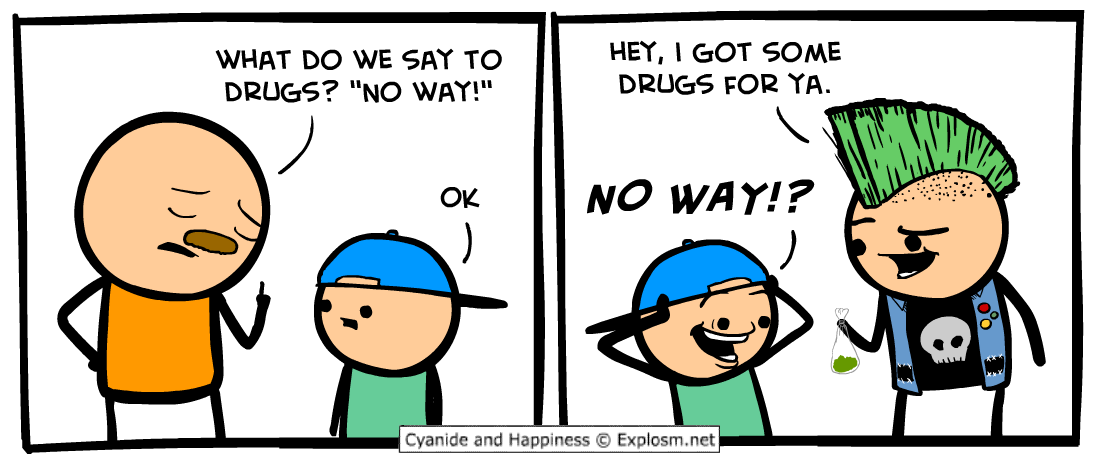 WHAT DO WE SAY TO
DRUGS? "NO WAY!"
OK
HEY, I GOT SOME
DRUGS FOR YA.
NO WAY!?
Cyanide and Happiness © Explosm.net